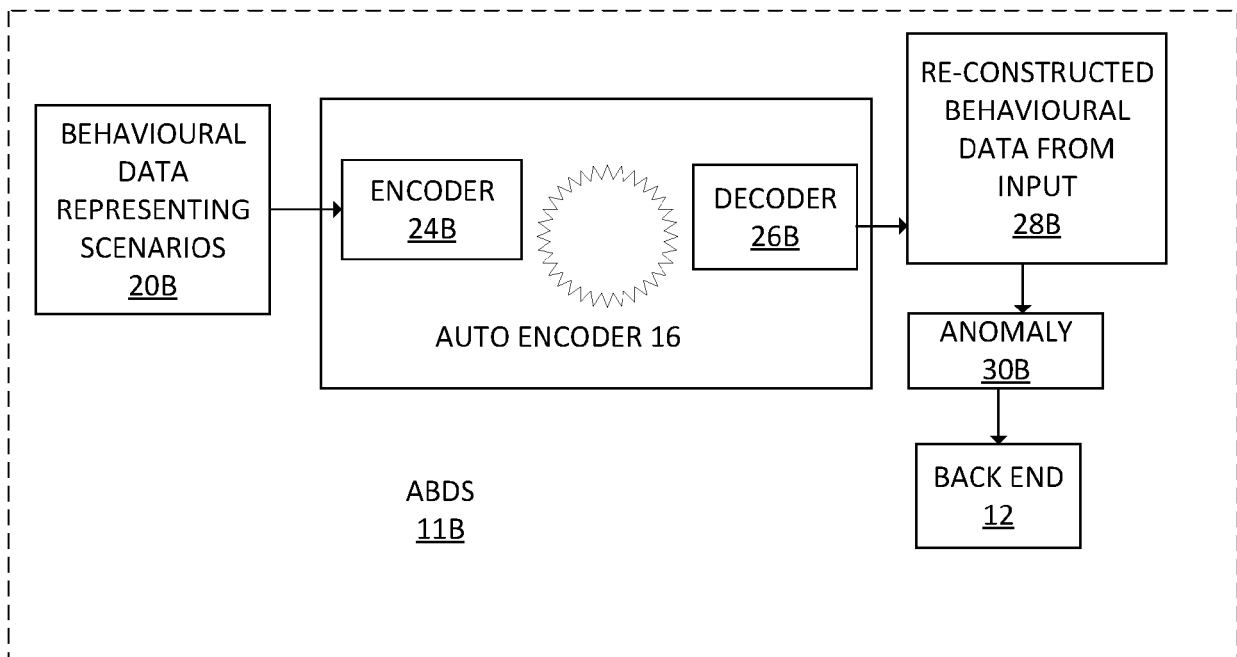 BEHAVIOURAL
DATA
REPRESENTING
SCENARIOS
20B
ENCODER
24B
DECODER
26B
AUTO ENCODER 16
RE-CONSTRUCTED
BEHAVIOURAL
DATA FROM
INPUT
28B
ANOMALY
30B
BACK END
12
ABDS
11B